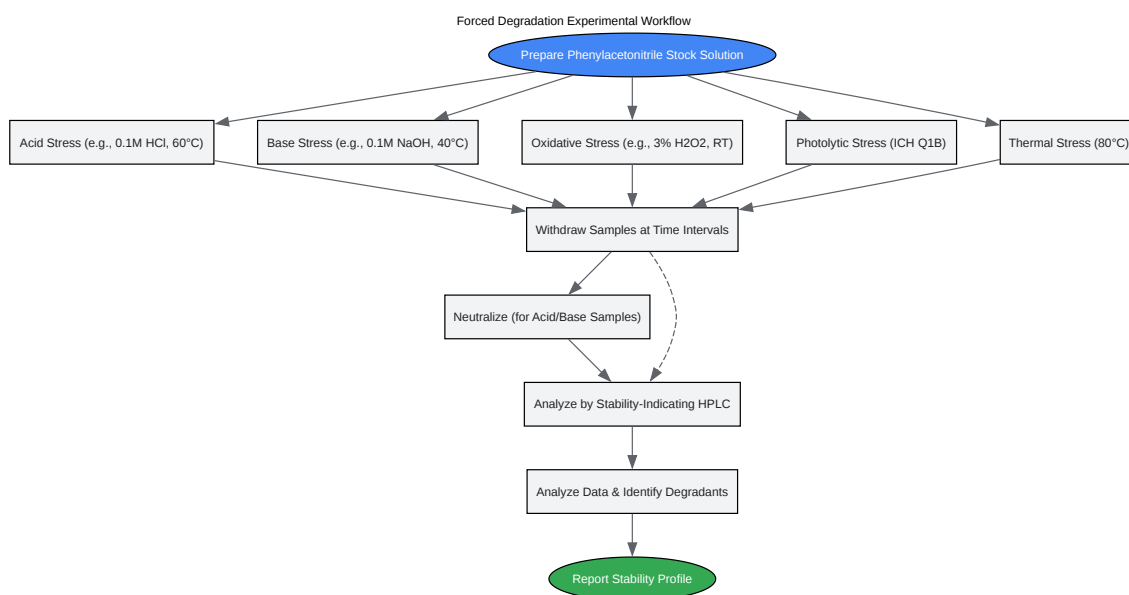 Forced Degradation Experimental Workflow
Prepare Phenylacetonitrile Stock Solution
Acid Stress (e.g., 0.1M HCl, 60°C)
Base Stress (e.g., 0.1M NaOH, 40°C)
Oxidative Stress (e.g., 3% H2O2, RT)
Photolytic Stress (ICH Q1B)
Thermal Stress (80°C)
Withdraw Samples at Time Intervals
Neutralize (for Acid/Base Samples)
Analyze by Stability-Indicating HPLC
Analyze Data & Identify Degradants
Report Stability Profile